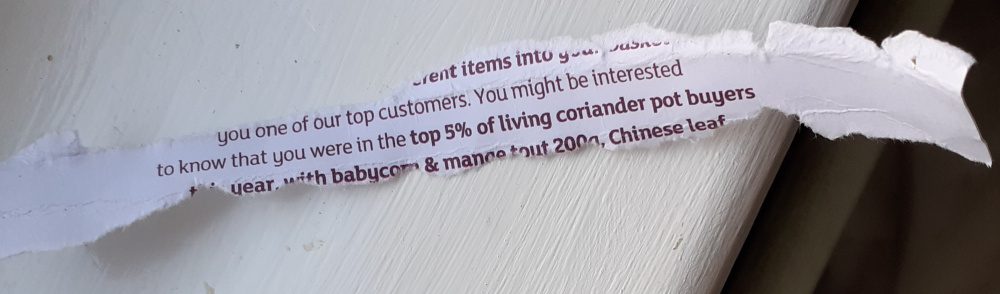 items into your
you one of our top customers. You might be interested
to know that you were in the top 5% of living coriander pot buyers
year, with babycorn & mange tout 200g, Chinese leaf